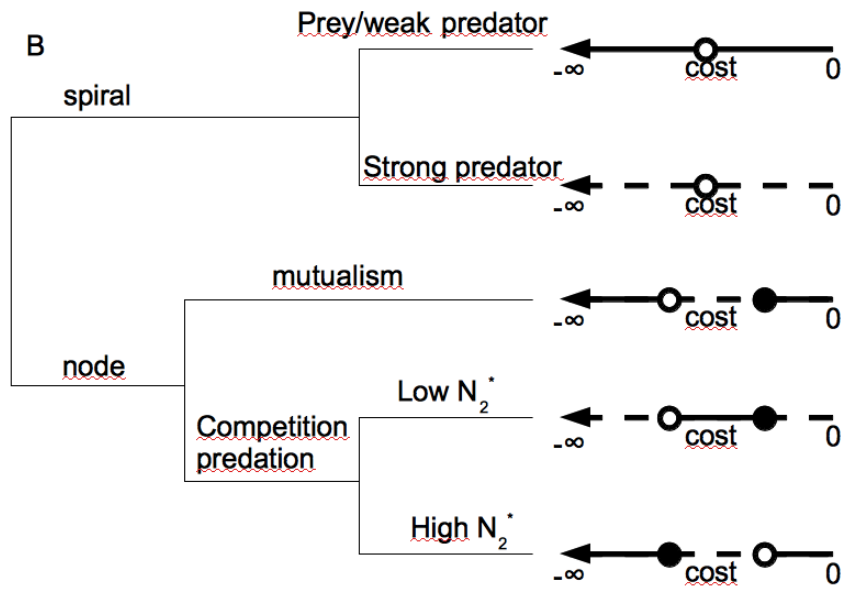 B
Prey/weak predator
-∞ cost 0
spiral
Strong predator
-∞ cost 0
mutualism
-∞ cost 0
node
Low N₂*
-∞ cost 0
Competition
predation
High N₂*
-∞ cost 0